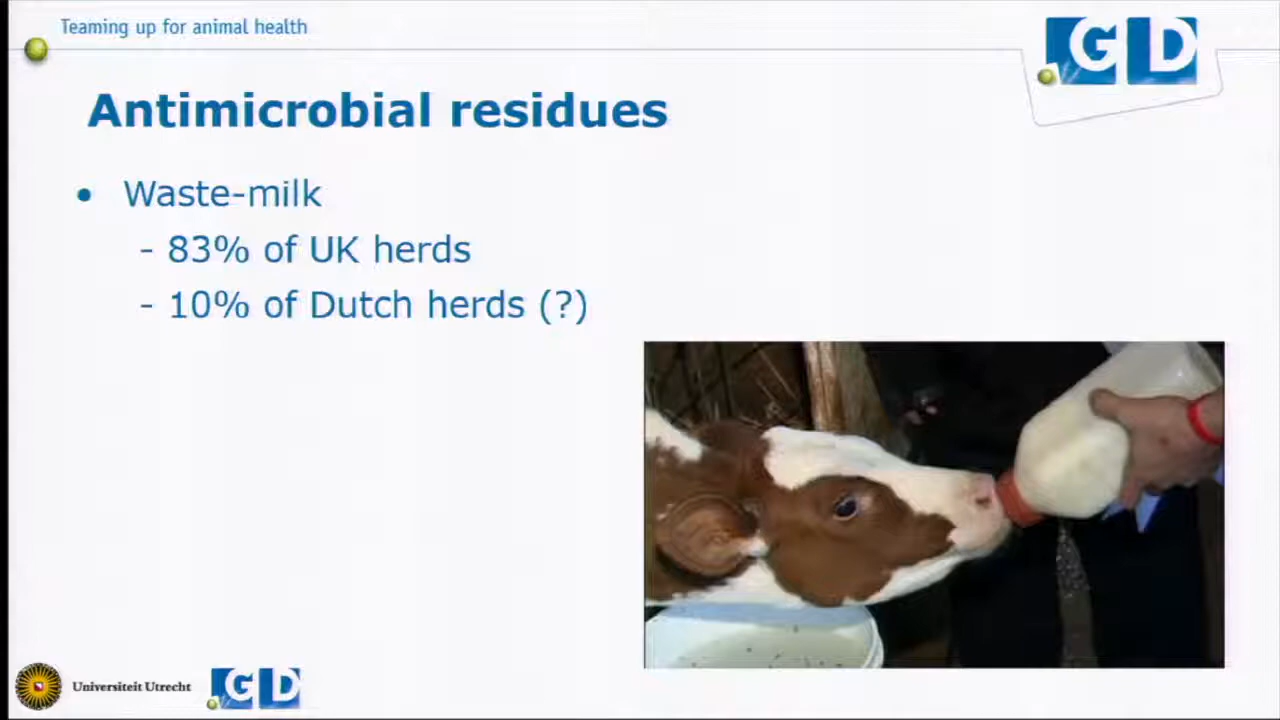 Teaming up for animal health
GD
Antimicrobial residues
• Waste-milk
- 83% of UK herds
- 10% of Dutch herds (?)
Universiteit Utrecht
GD